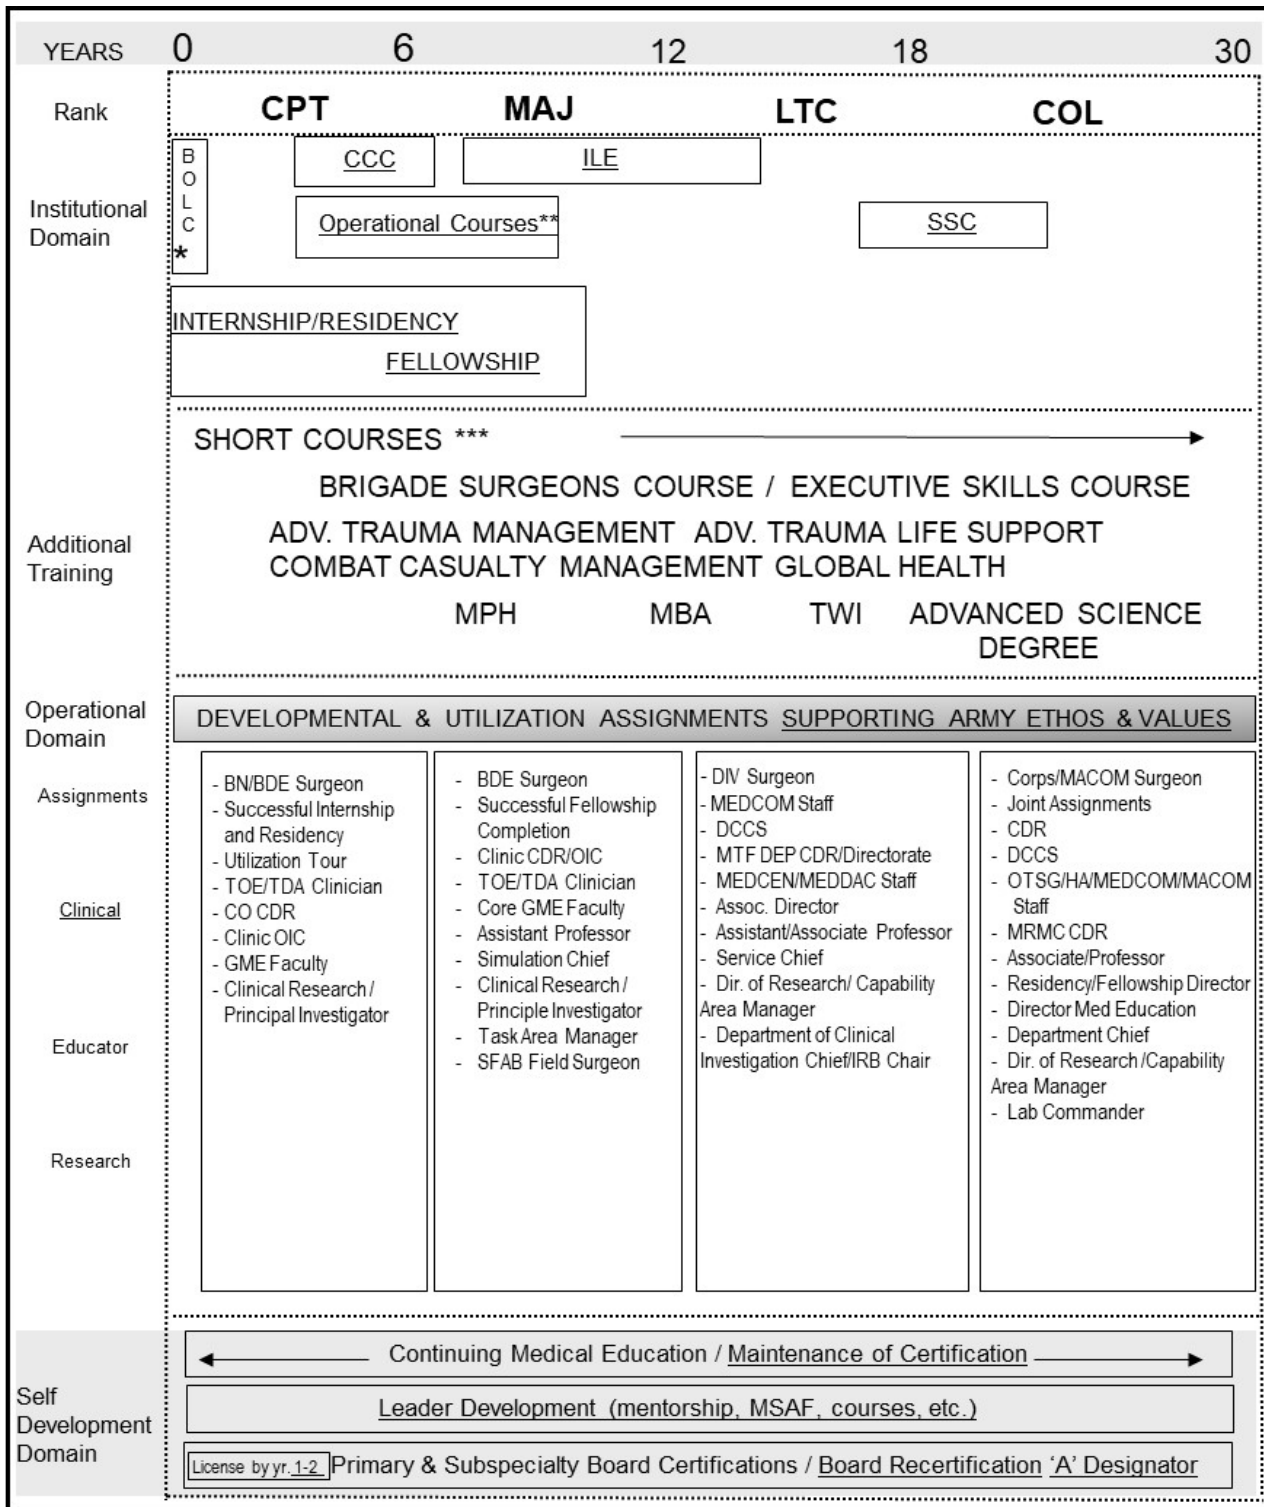 YEARS 0 6 12 18 30
Rank CPT MAJ LTC COL
Institutional
Domain
B
O
L
C
*
CCC
ILE
Operational Courses**
SSC
INTERNSHIP/RESIDENCY
FELLOWSHIP
Additional
Training
SHORT COURSES ***
BRIGADE SURGEONS COURSE / EXECUTIVE SKILLS COURSE
ADV. TRAUMA MANAGEMENT ADV. TRAUMA LIFE SUPPORT
COMBAT CASUALTY MANAGEMENT GLOBAL HEALTH
MPH MBA TWI ADVANCED SCIENCE
DEGREE
Operational
Domain
DEVELOPMENTAL & UTILIZATION ASSIGNMENTS SUPPORTING ARMY ETHOS & VALUES
Assignments
Clinical
Educator
Research
- BN/BDE Surgeon
- Successful Internship
and Residency
- Utilization Tour
- TOE/TDA Clinician
- CO CDR
- Clinic OIC
- GME Faculty
- Clinical Research /
Principal Investigator
- BDE Surgeon
- Successful Fellowship
Completion
- Clinic CDR/OIC
- TOE/TDA Clinician
- Core GME Faculty
- Assistant Professor
- Simulation Chief
- Clinical Research /
Principle Investigator
- Task Area Manager
- SFAB Field Surgeon
- DIV Surgeon
- MEDCOM Staff
- DCCS
- MTF DEP CDR/Directorate
- MEDCEN/MEDDAC Staff
- Assoc. Director
- Assistant/Associate Professor
- Service Chief
- Dir. of Research/ Capability
Area Manager
- Department of Clinical
Investigation Chief/IRB Chair
- Corps/MACOM Surgeon
- Joint Assignments
- CDR
- DCCS
- OTSG/HA/MEDCOM/MACOM
Staff
- MRMC CDR
- Associate/Professor
- Residency/Fellowship Director
- Director Med Education
- Department Chief
- Dir. of Research /Capability
Area Manager
- Lab Commander
Self
Development
Domain
Continuing Medical Education / Maintenance of Certification
Leader Development (mentorship, MSAF, courses, etc.)
License by yr. 1-2 Primary & Subspecialty Board Certifications / Board Recertification 'A' Designator